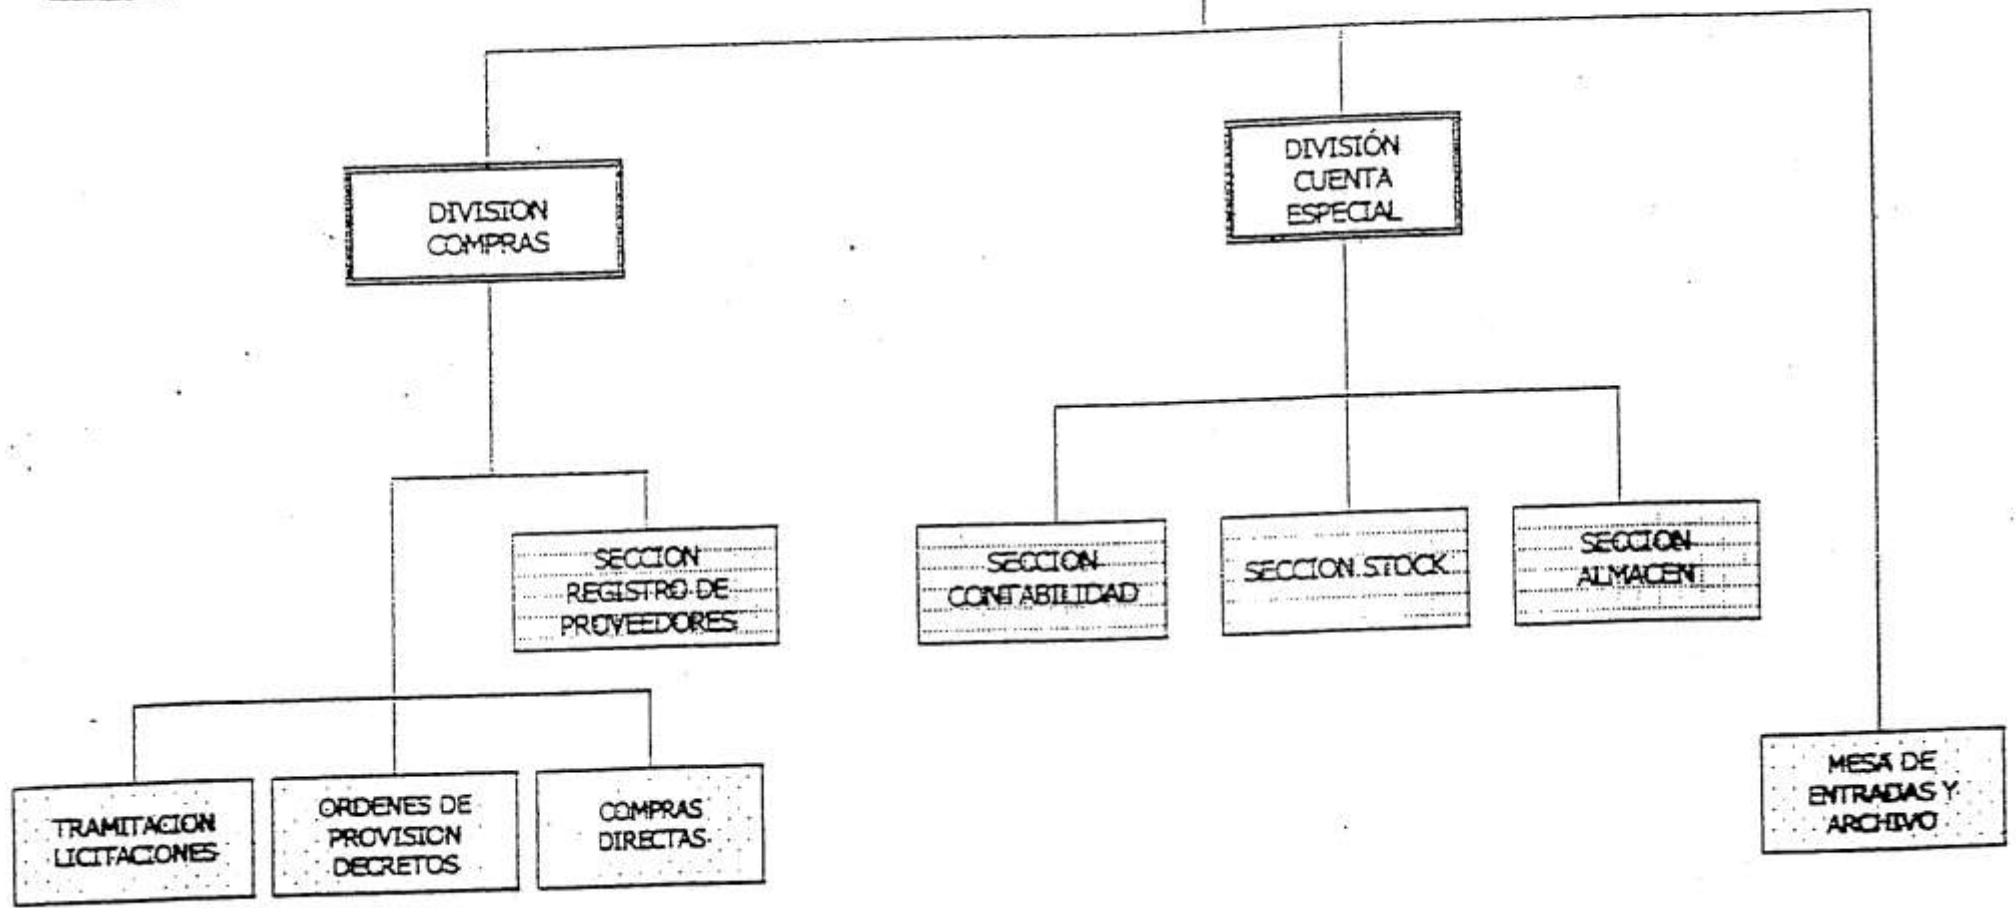 DIVISION
COMPRAS
DIVISIÓN
CUENTA
ESPECIAL
SECCION
REGISTRO DE
PROVEEDORES
SECCION
CONTABILIDAD
SECCION STOCK
SECCION
ALMACEN
TRAMITACION
LICITACIONES
ORDENES DE
PROVISION
DECRETOS
COMPRAS
DIRECTAS
MESA DE
ENTRADAS Y
ARCHIVO